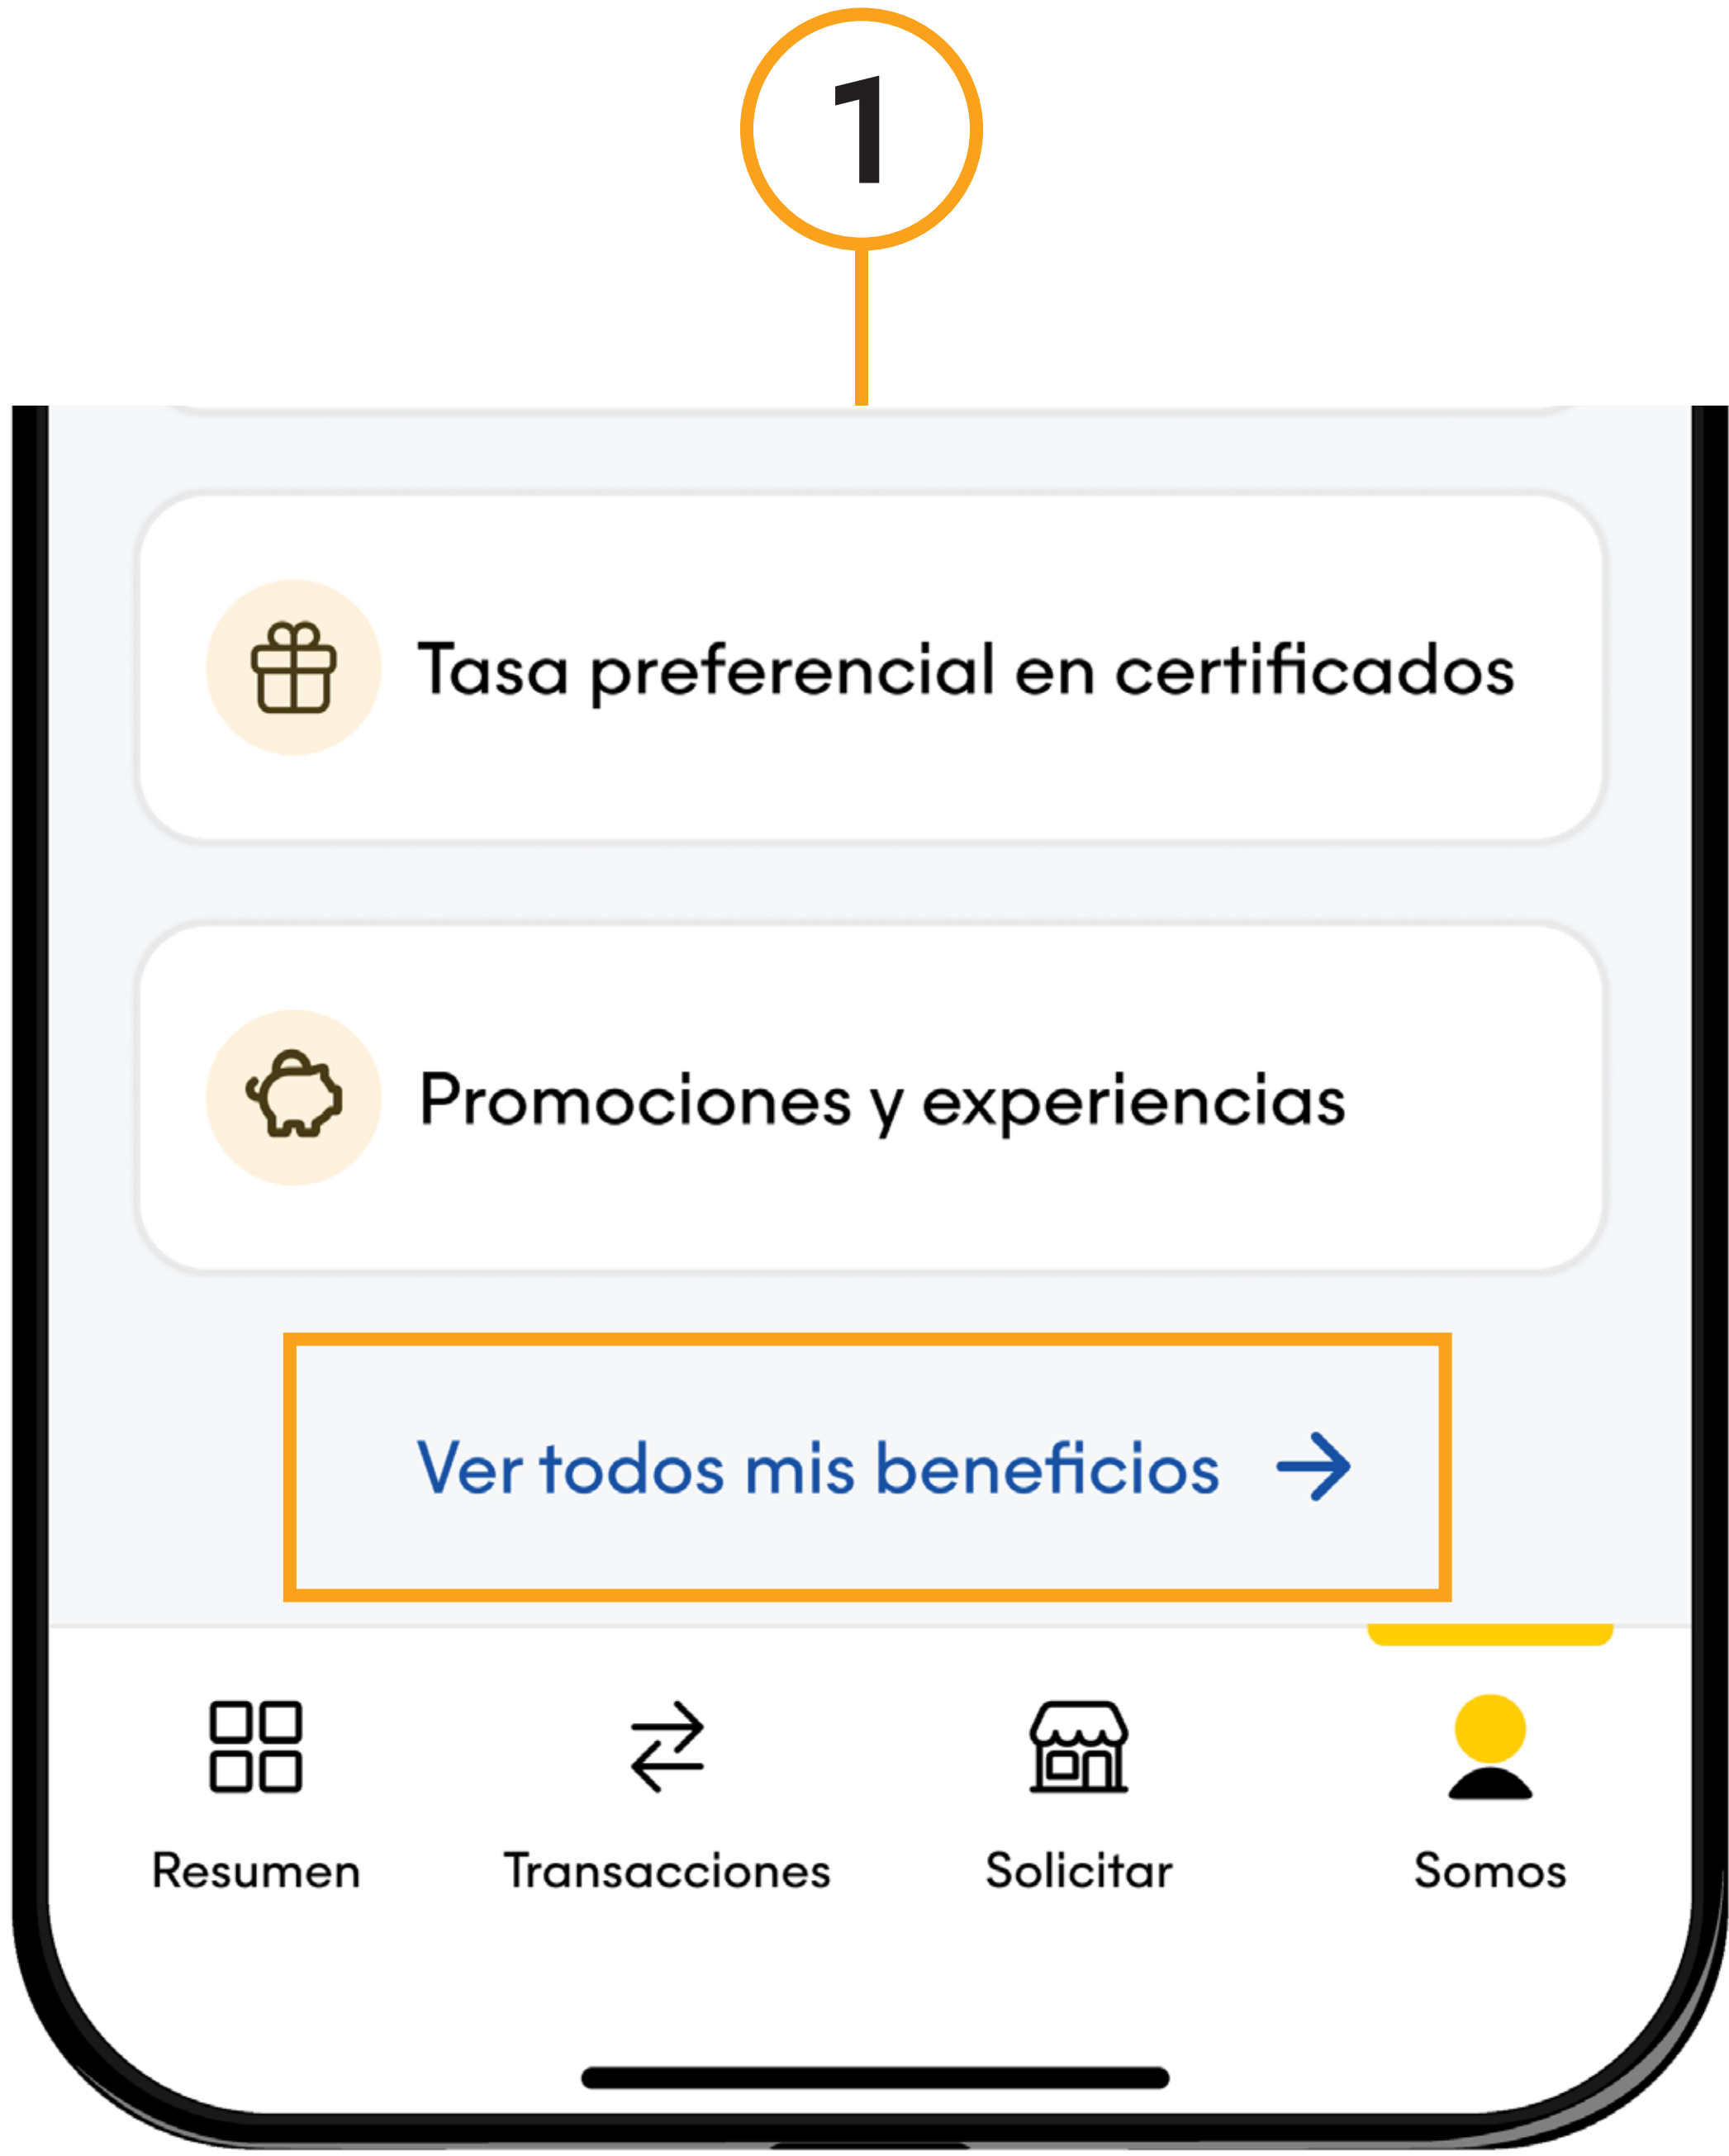 1
Tasa preferencial en certificados
Promociones y experiencias
Ver todos mis beneficios
Resumen
Transacciones
Solicitar
Somos